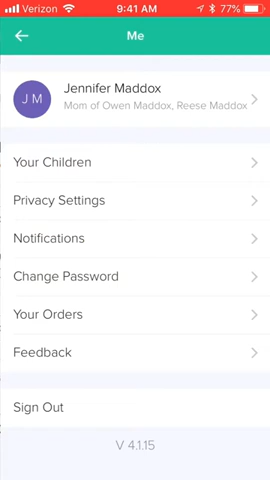 Verizon 9:41 AM 77%
Me
J M
Jennifer Maddox
Mom of Owen Maddox, Reese Maddox
Your Children
Privacy Settings
Notifications
Change Password
Your Orders
Feedback
Sign Out
V 4.1.15